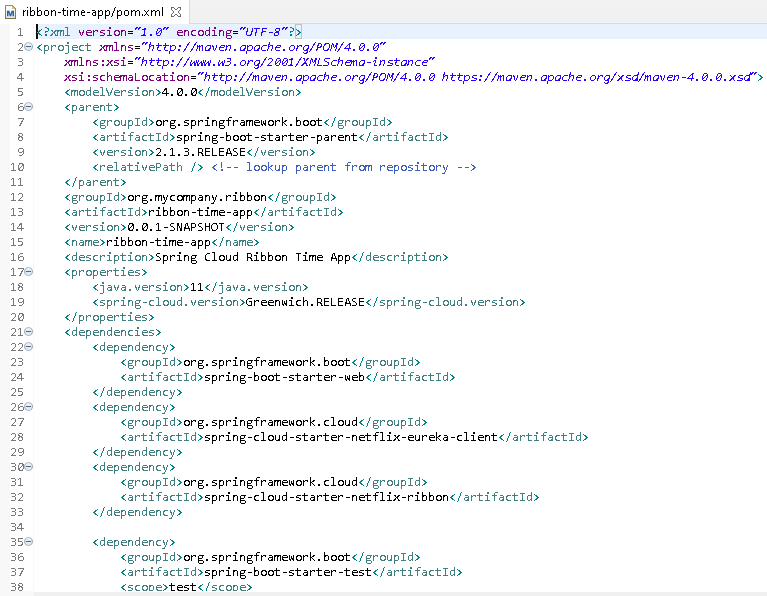 ribbon-time-app/pom.xml
1 <?xml version="1.0" encoding="UTF-8"?>
2 <project xmlns="http://maven.apache.org/POM/4.0.0"
3 xmlns:xsi="http://www.w3.org/2001/XMLSchema-instance"
4 xsi:schemaLocation="http://maven.apache.org/POM/4.0.0 https://maven.apache.org/xsd/maven-4.0.0.xsd">
5 <modelVersion>4.0.0</modelVersion>
6 <parent>
7 <groupId>org.springframework.boot</groupId>
8 <artifactId>spring-boot-starter-parent</artifactId>
9 <version>2.1.3.RELEASE</version>
10 <relativePath /> <!-- lookup parent from repository -->
11 </parent>
12 <groupId>org.mycompany.ribbon</groupId>
13 <artifactId>ribbon-time-app</artifactId>
14 <version>0.0.1-SNAPSHOT</version>
15 <name>ribbon-time-app</name>
16 <description>Spring Cloud Ribbon Time App</description>
17 <properties>
18 <java.version>11</java.version>
19 <spring-cloud.version>Greenwich.RELEASE</spring-cloud.version>
20 </properties>
21 <dependencies>
22 <dependency>
23 <groupId>org.springframework.boot</groupId>
24 <artifactId>spring-boot-starter-web</artifactId>
25 </dependency>
26 <dependency>
27 <groupId>org.springframework.cloud</groupId>
28 <artifactId>spring-cloud-starter-netflix-eureka-client</artifactId>
29 </dependency>
30 <dependency>
31 <groupId>org.springframework.cloud</groupId>
32 <artifactId>spring-cloud-starter-netflix-ribbon</artifactId>
33 </dependency>
34
35 <dependency>
36 <groupId>org.springframework.boot</groupId>
37 <artifactId>spring-boot-starter-test</artifactId>
38 <scope>test</scope>